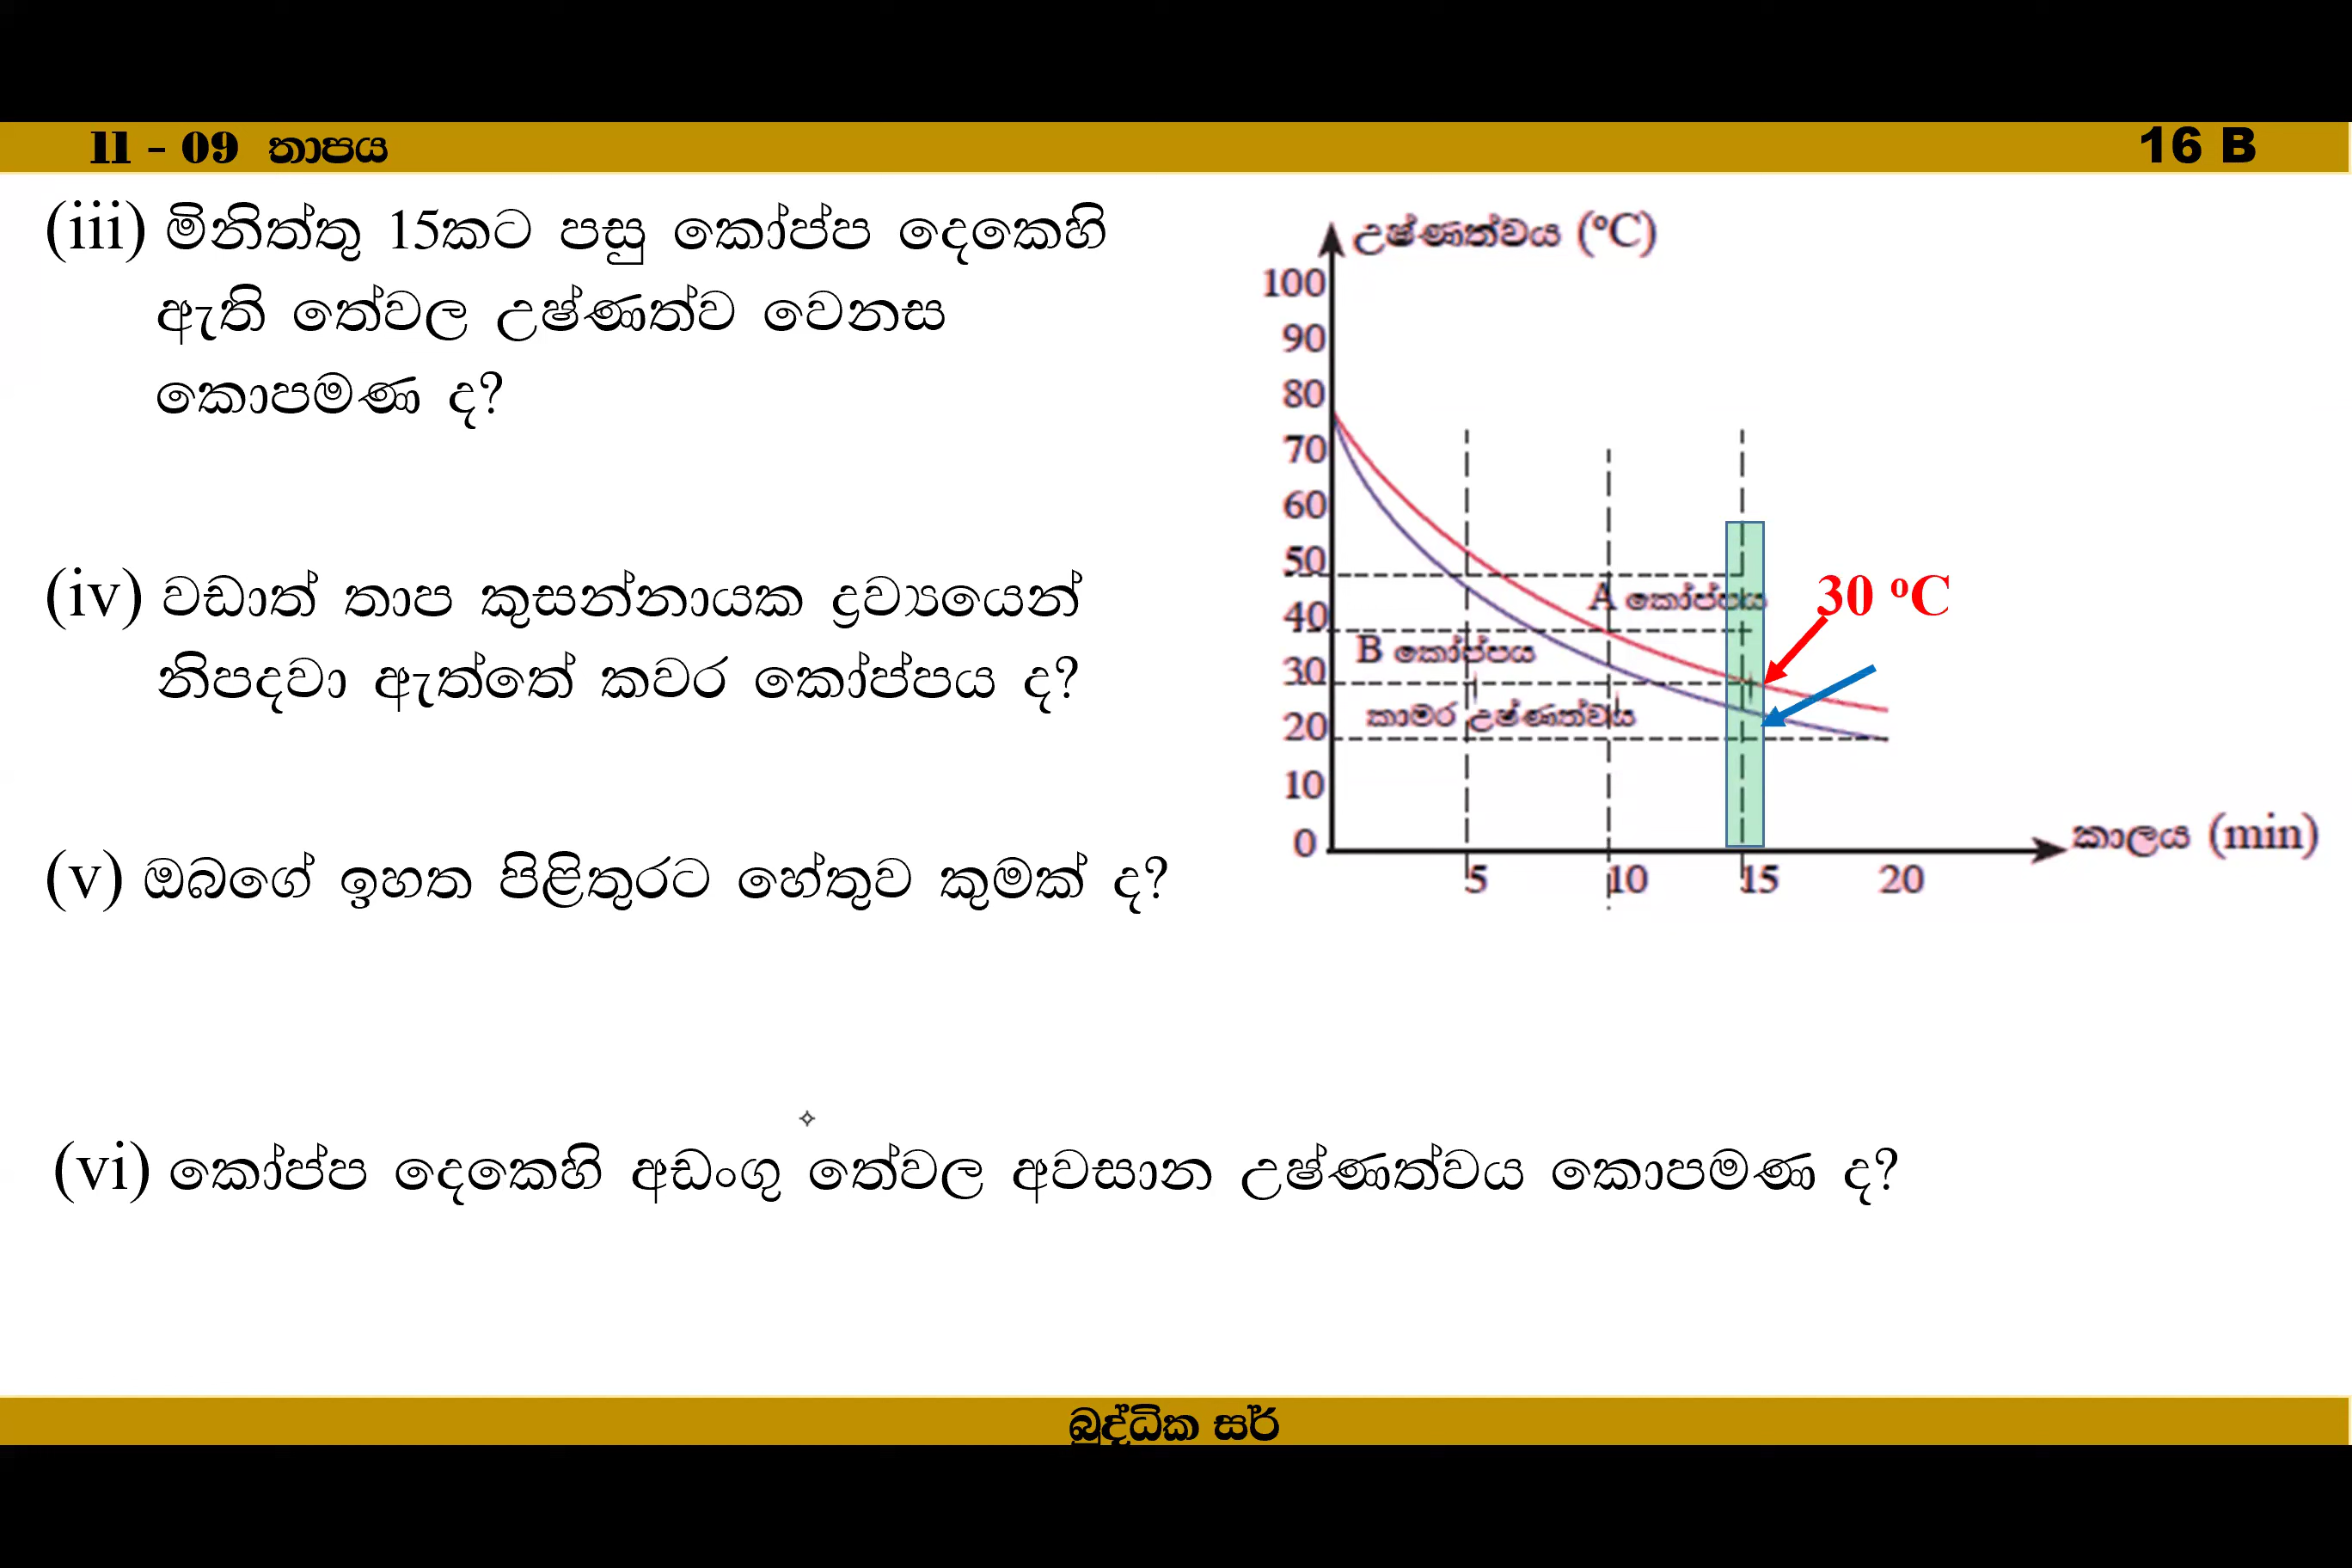 11 - 09 තාපය
16 B
(iii) මිනිත්තු 15කට පසු කෝප්ප දෙකෙහි
ඇති තේවල උෂ්ණත්ව වෙනස
කොපමණ ද?
(iv) වඩාත් තාප කුසන්නායක ද්‍රව්‍යයෙන්
නිපදවා ඇත්තේ කවර කෝප්පය ද?
(v) ඔබගේ ඉහත පිළිතුරට හේතුව කුමක් ද?
(vi) කෝප්ප දෙකෙහි අඩංගු තේවල අවසාන උෂ්ණත්වය කොපමණ ද?
උෂ්ණත්වය (°C)
100
90
80
70
60
50
A කෝප්පය
30 °C
40
B කෝප්පය
30
කාමර උෂ්ණත්වය
20
10
0
කාලය (min)
5 10 15 20
බුද්ධික සර්